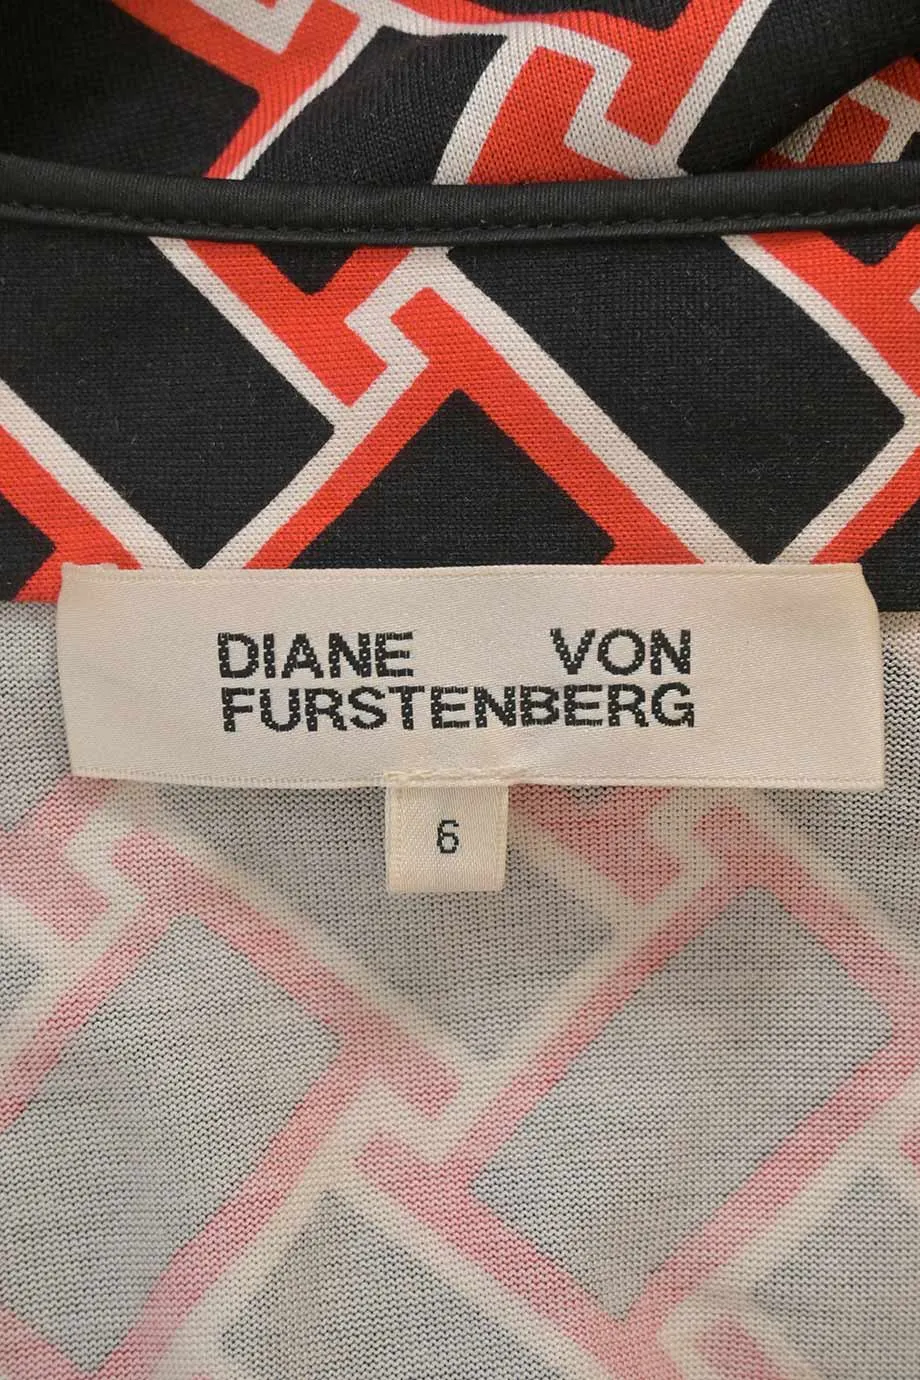 DIANE VON
FURSTENBERG
6